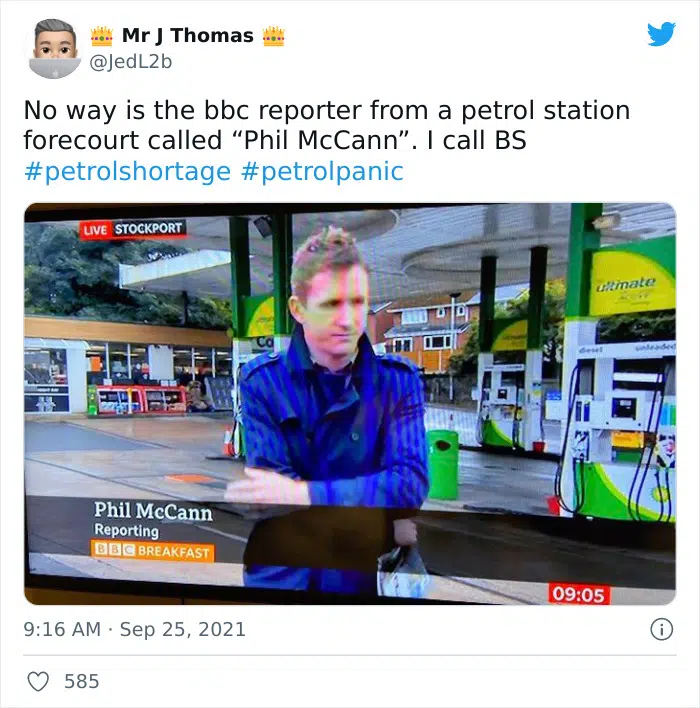 👑 Mr J Thomas 👑
@JedL2b
No way is the bbc reporter from a petrol station
forecourt called “Phil McCann”. I call BS
#petrolshortage #petrolpanic
LIVE STOCKPORT
ultimate
diesel unleaded
Phil McCann
Reporting
BBC BREAKFAST
09:05
9:16 AM · Sep 25, 2021
585